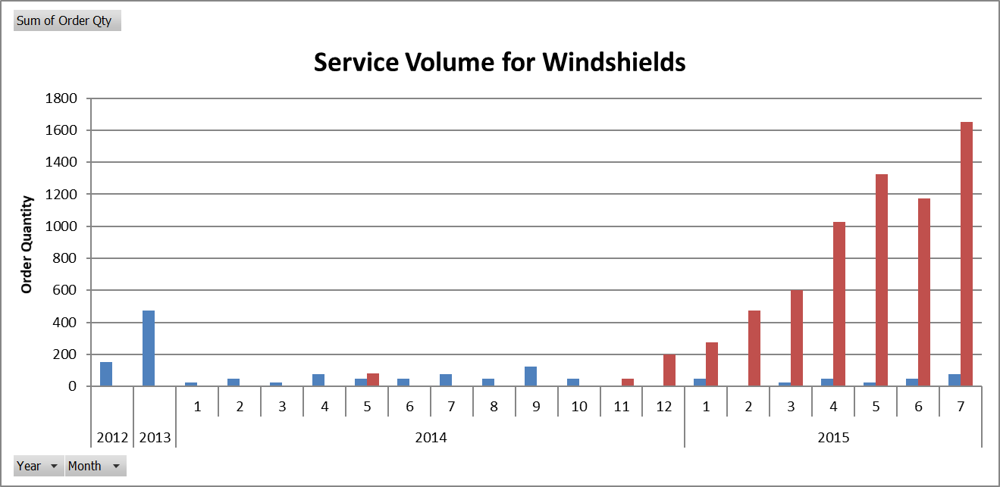 Sum of Order Qty
Service Volume for Windshields
1800
1600
1400
1200
1000
800
600
400
200
0
Order Quantity
1 2 3 4 5 6 7 8 9 10 11 12 1 2 3 4 5 6 7
2012 2013 2014 2015
Year Month